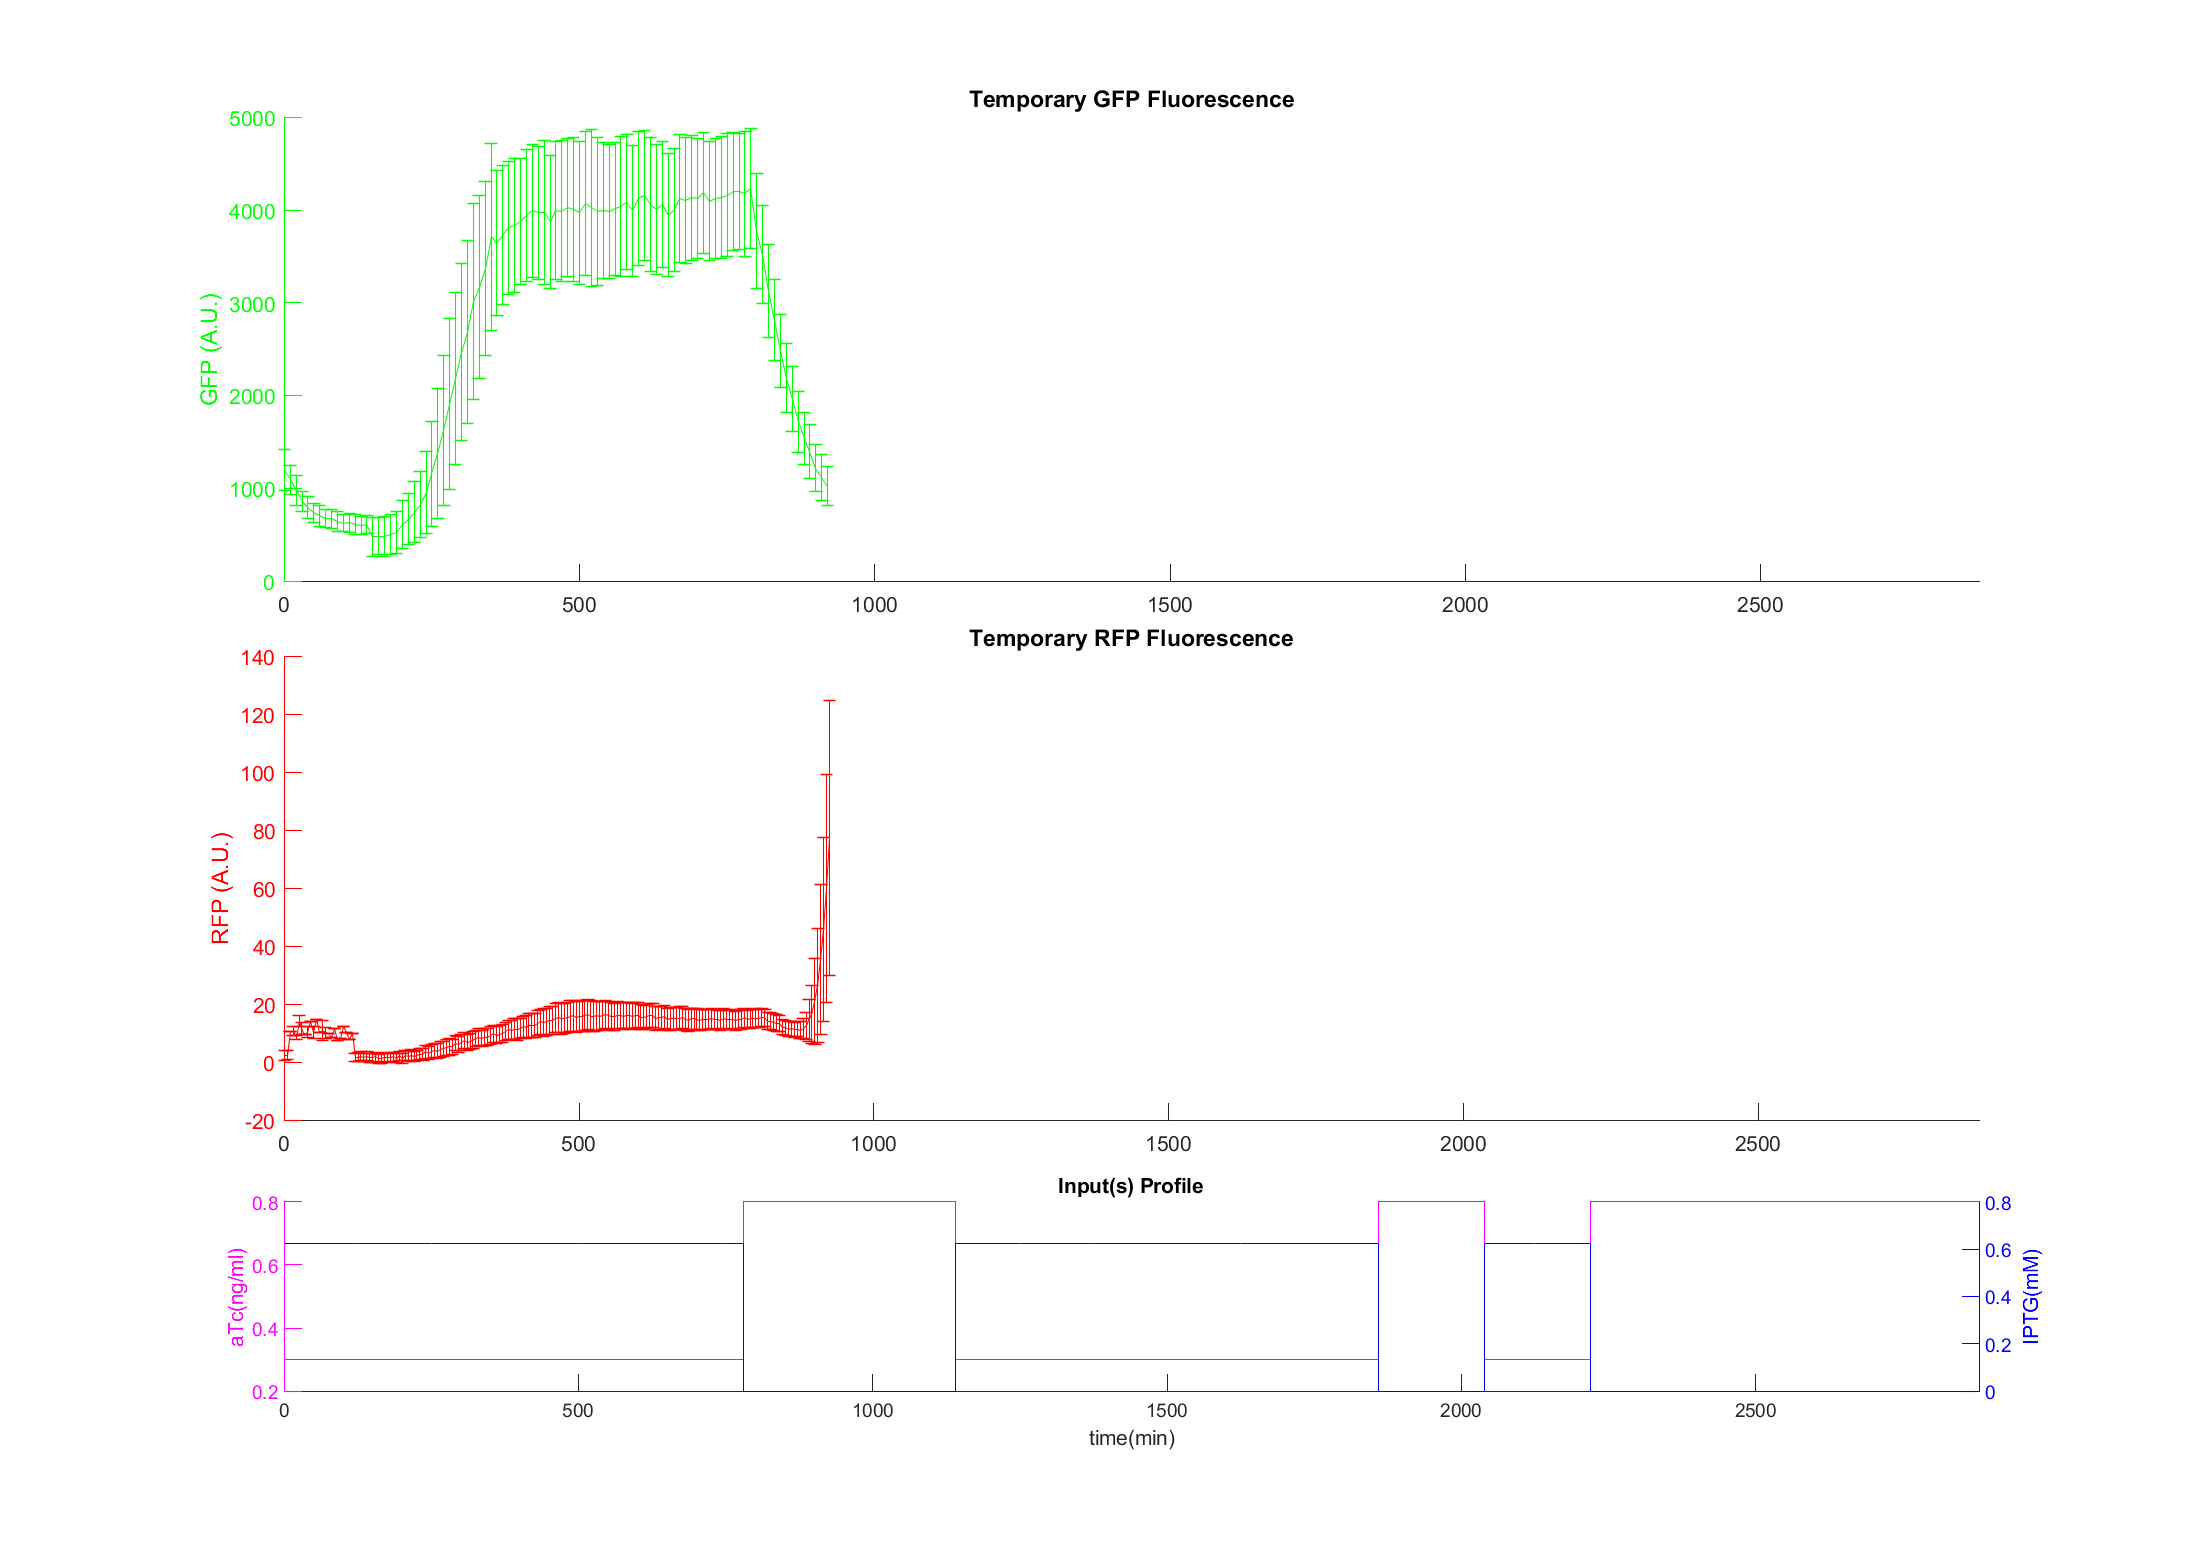 Temporary GFP Fluorescence
5000
4000
3000
2000
1000
0
GFP (A.U.)
0 500 1000 1500 2000 2500
Temporary RFP Fluorescence
140
120
100
80
60
40
20
0
-20
RFP (A.U.)
0 500 1000 1500 2000 2500
Input(s) Profile
0.8
0.6
0.4
0.2
aTc(ng/ml)
0.8
0.6
0.4
0.2
0
IPTG(mM)
0 500 1000 1500 2000 2500
time(min)